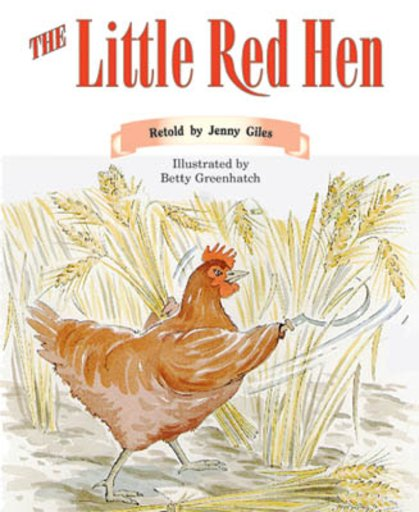 THE Little Red Hen
Retold by Jenny Giles
Illustrated by
Betty Greenhatch